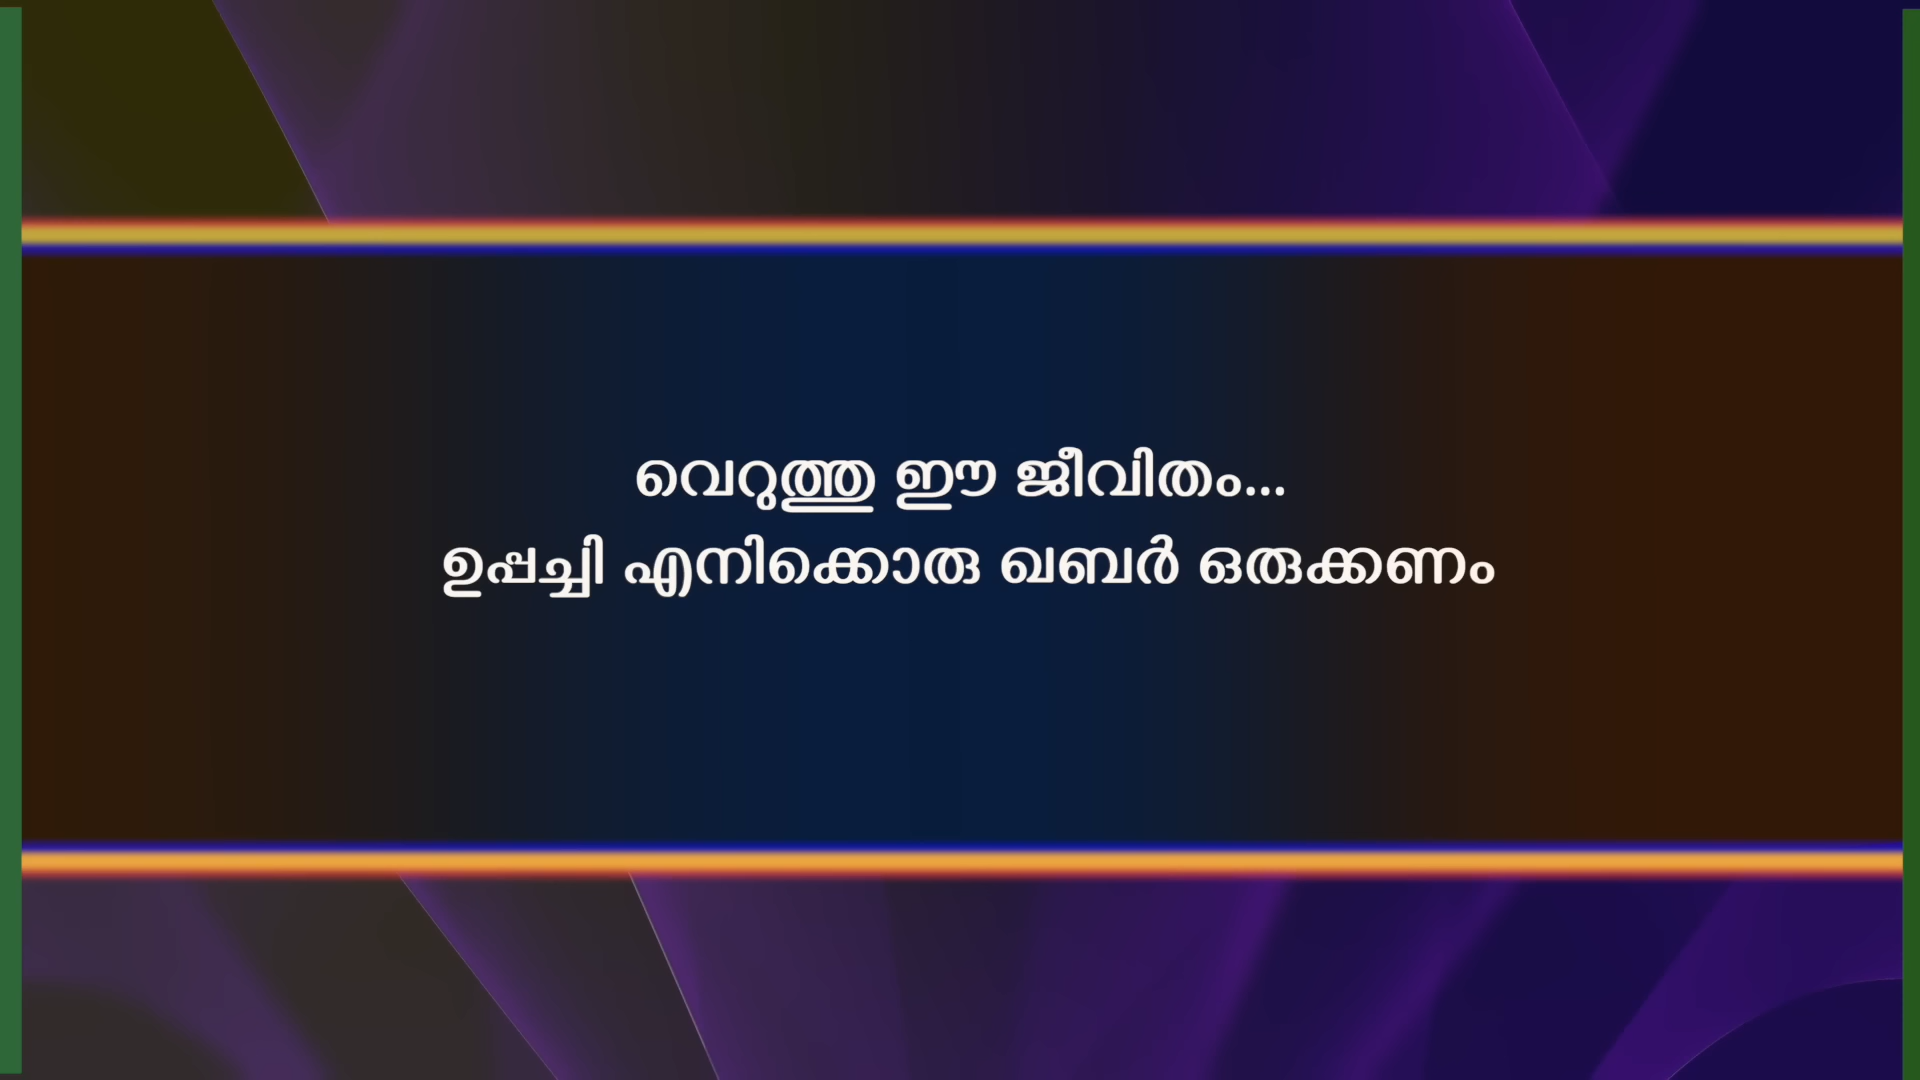 വെറുത്തു ഈ ജീവിതം...
ഉപ്പച്ചി എനിക്കൊരു ഖബർ ഒരുക്കണം